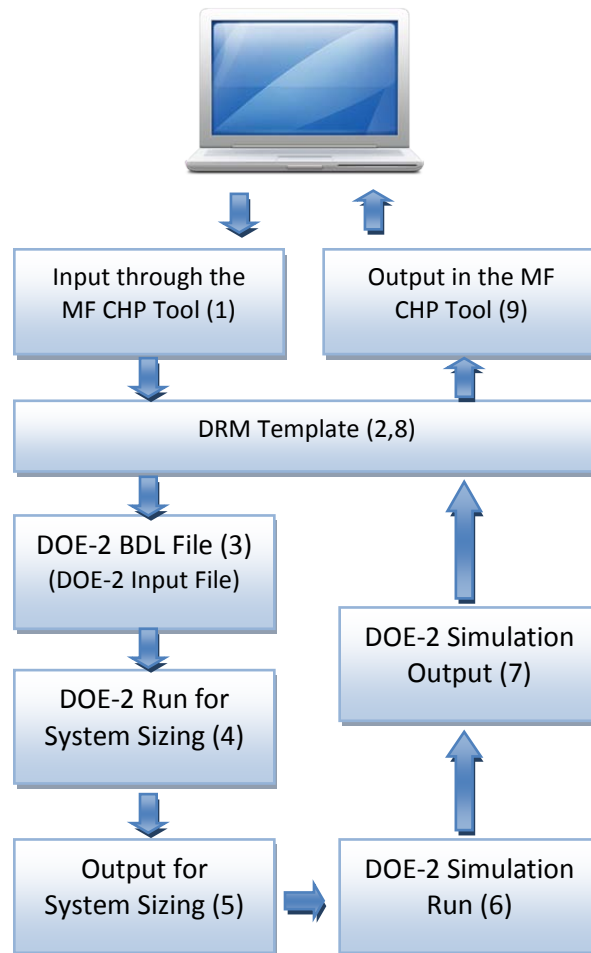 Input through the
MF CHP Tool (1)
Output in the MF
CHP Tool (9)
DRM Template (2,8)
DOE-2 BDL File (3)
(DOE-2 Input File)
DOE-2 Run for
System Sizing (4)
Output for
System Sizing (5)
DOE-2 Simulation
Run (6)
DOE-2 Simulation
Output (7)